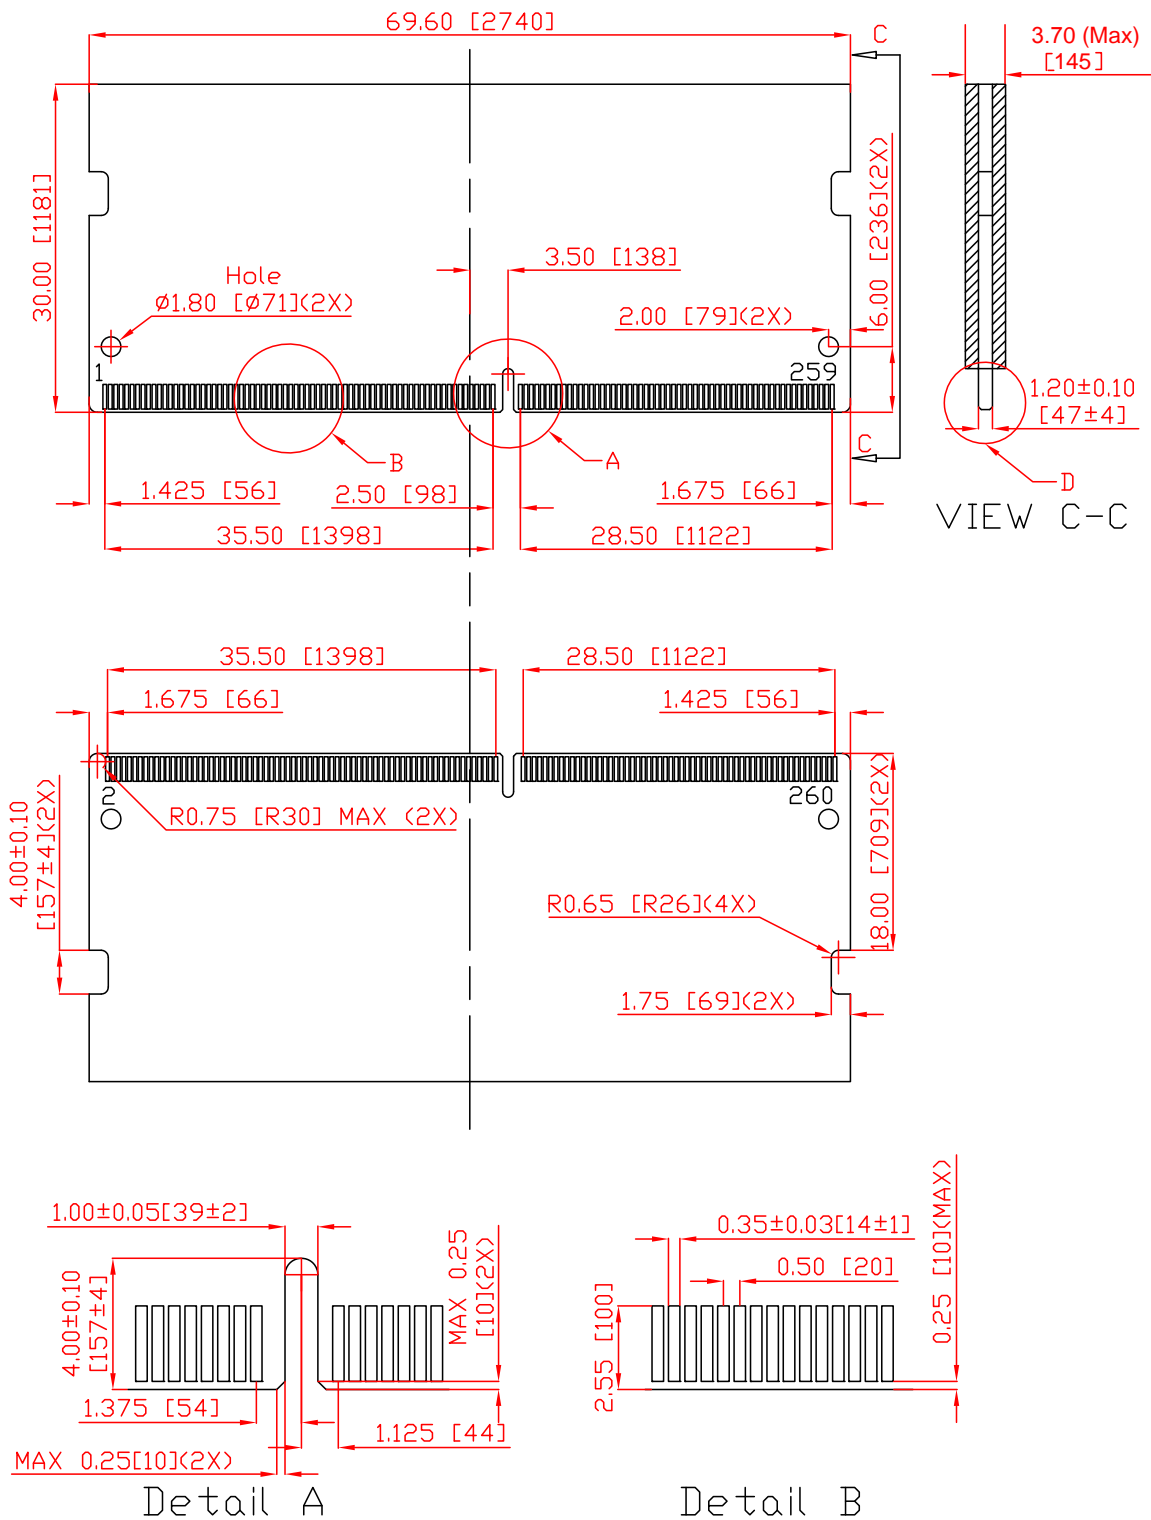 69.60 [2740]
C
3.70 (Max)
[145]
30.00 [1181]
6.00 [236](2X)
3.50 [138]
Hole
Ø1.80 [Ø71](2X)
2.00 [79](2X)
1
259
1.20±0.10
[47±4]
C
B
A
D
1.425 [56]
2.50 [98]
1.675 [66]
VIEW C-C
35.50 [1398]
28.50 [1122]
35.50 [1398]
28.50 [1122]
1.675 [66]
1.425 [56]
2
260
R0.75 [R30] MAX (2X)
4.00±0.10
[157±4](2X)
18.00 [709](2X)
R0.65 [R26](4X)
1.75 [69](2X)
1.00±0.05[39±2]
MAX 0.25
[10](2X)
4.00±0.10
[157±4]
1.375 [54]
1.125 [44]
MAX 0.25[10](2X)
Detail A
0.35±0.03[14±1]
0.50 [20]
0.25 [10](MAX)
2.55 [100]
Detail B